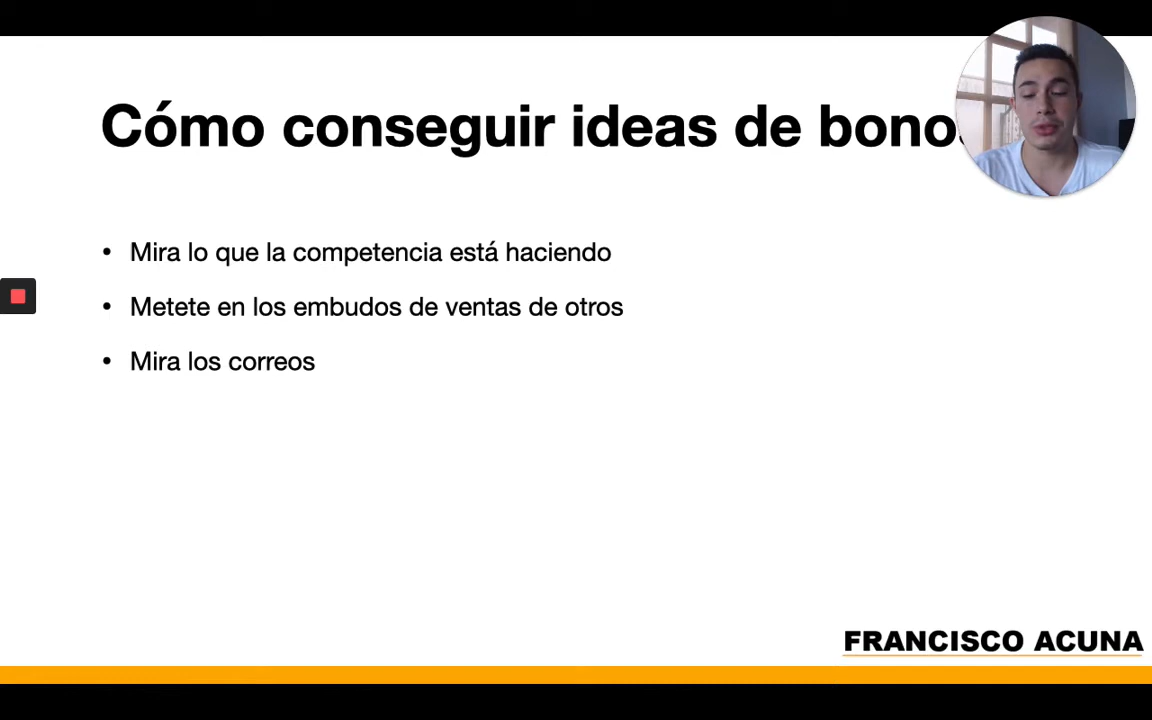 Cómo conseguir ideas de bonos
Mira lo que la competencia está haciendo
Metete en los embudos de ventas de otros
Mira los correos
FRANCISCO ACUNA